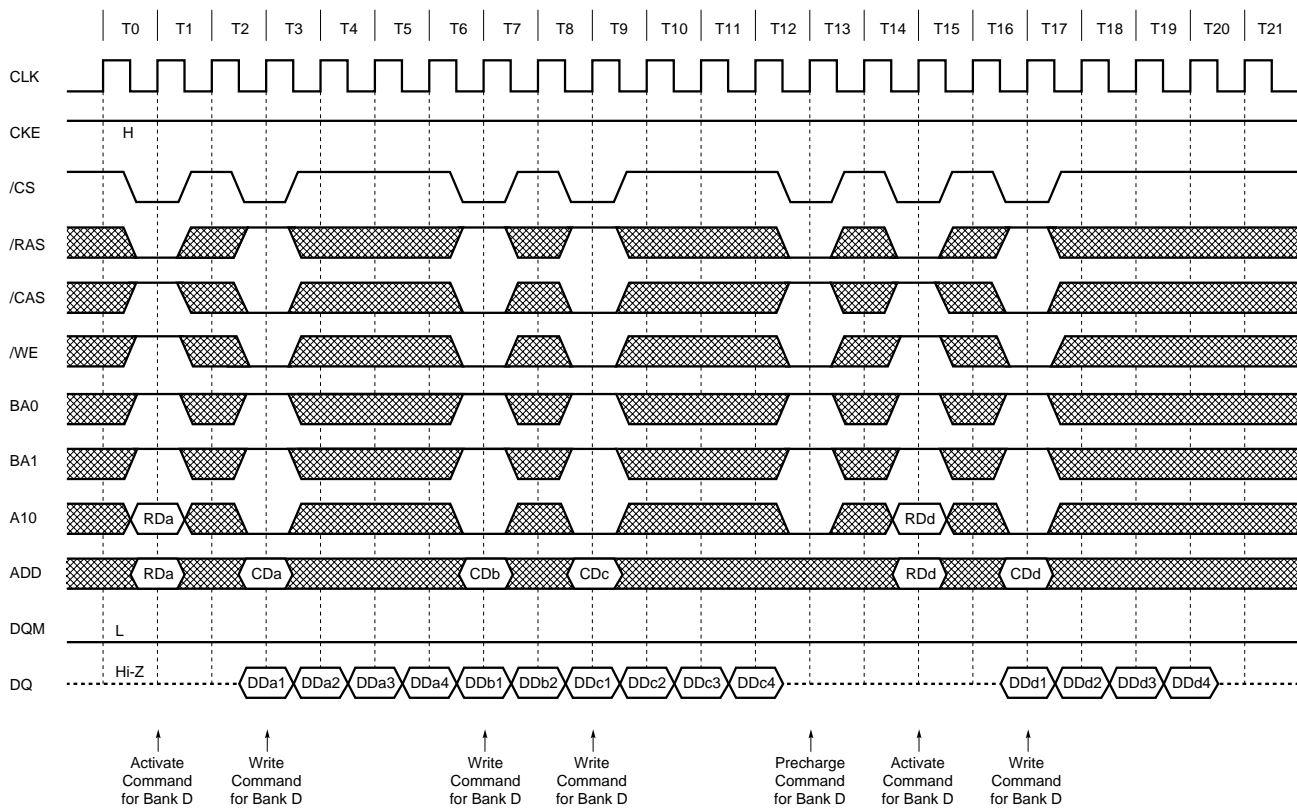 T0 T1 T2 T3 T4 T5 T6 T7 T8 T9 T10 T11 T12 T13 T14 T15 T16 T17 T18 T19 T20 T21
CLK
CKE H
/CS
/RAS
/CAS
/WE
BA0
BA1
A10 RDa RDd
ADD RDa CDa CDb CDc RDd CDd
DQM L
Hi-Z
DQ DDa1 DDa2 DDa3 DDa4 DDb1 DDb2 DDc1 DDc2 DDc3 DDc4 DDd1 DDd2 DDd3 DDd4
Activate
Command
for Bank D
Write
Command
for Bank D
Write
Command
for Bank D
Write
Command
for Bank D
Precharge
Command
for Bank D
Activate
Command
for Bank D
Write
Command
for Bank D